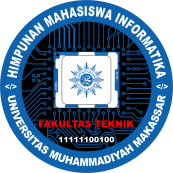 HIMPUNAN MAHASISWA INFORMATIKA
FAKULTAS TEKNIK
11111100100
UNIVERSITAS MUHAMMADIYAH MAKASSAR